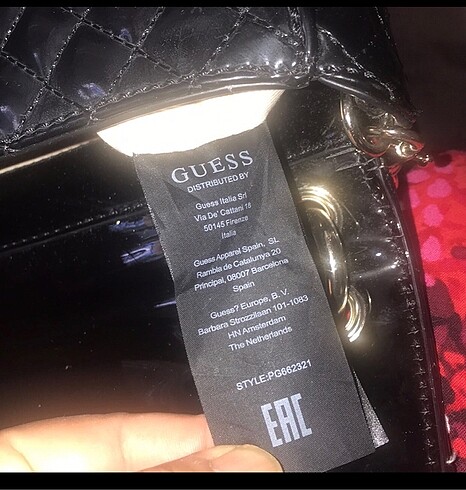 GUESS
DISTRIBUTED BY
Guess Italia Srl
Via De' Cattani 16
50145 Firenze
Italia
Guess Apparel Spain, SL
Rambla de Catalunya 20
Principal, 08007 Barcelona
Spain
Guess? Europe, B. V.
Barbara Strozzilaan 101-1083
HN Amsterdam
The Netherlands
STYLE:PG662321
EAC